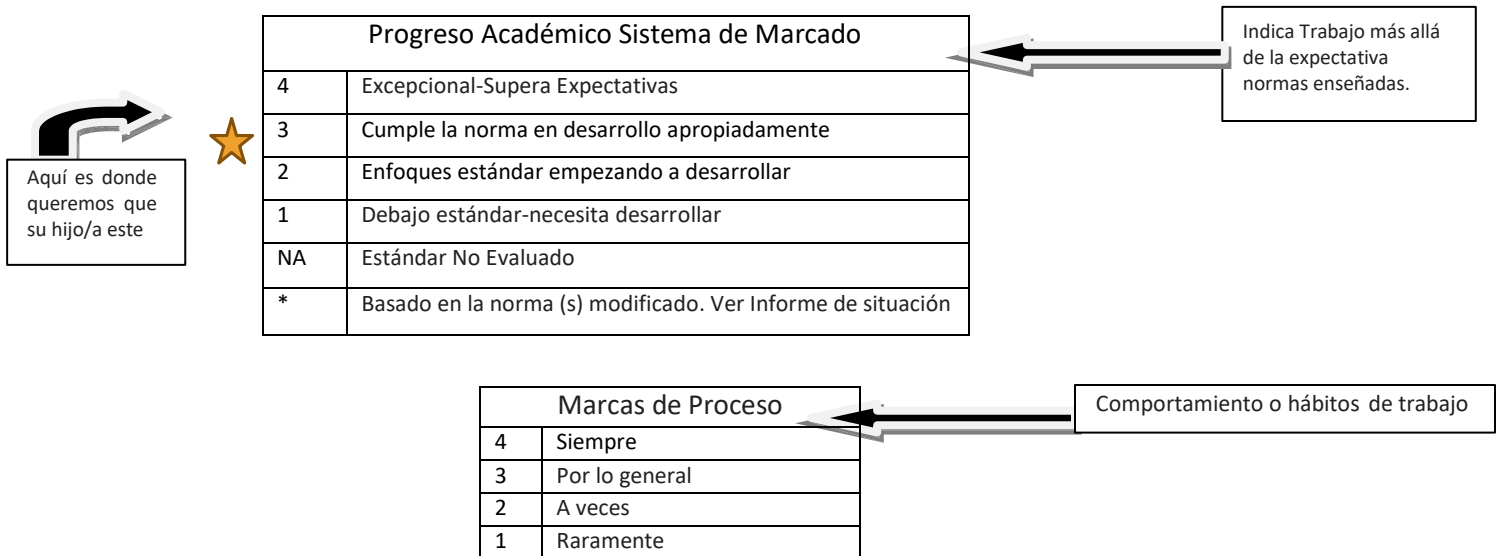 Progreso Académico Sistema de Marcado
4 Excepcional-Supera Expectativas
3 Cumple la norma en desarrollo apropiadamente
2 Enfoques estándar empezando a desarrollar
1 Debajo estándar-necesita desarrollar
NA Estándar No Evaluado
* Basado en la norma (s) modificado. Ver Informe de situación
Indica Trabajo más allá
de la expectativa
normas enseñadas.
Aquí es donde
queremos que
su hijo/a este
Marcas de Proceso
4 Siempre
3 Por lo general
2 A veces
1 Raramente
Comportamiento o hábitos de trabajo